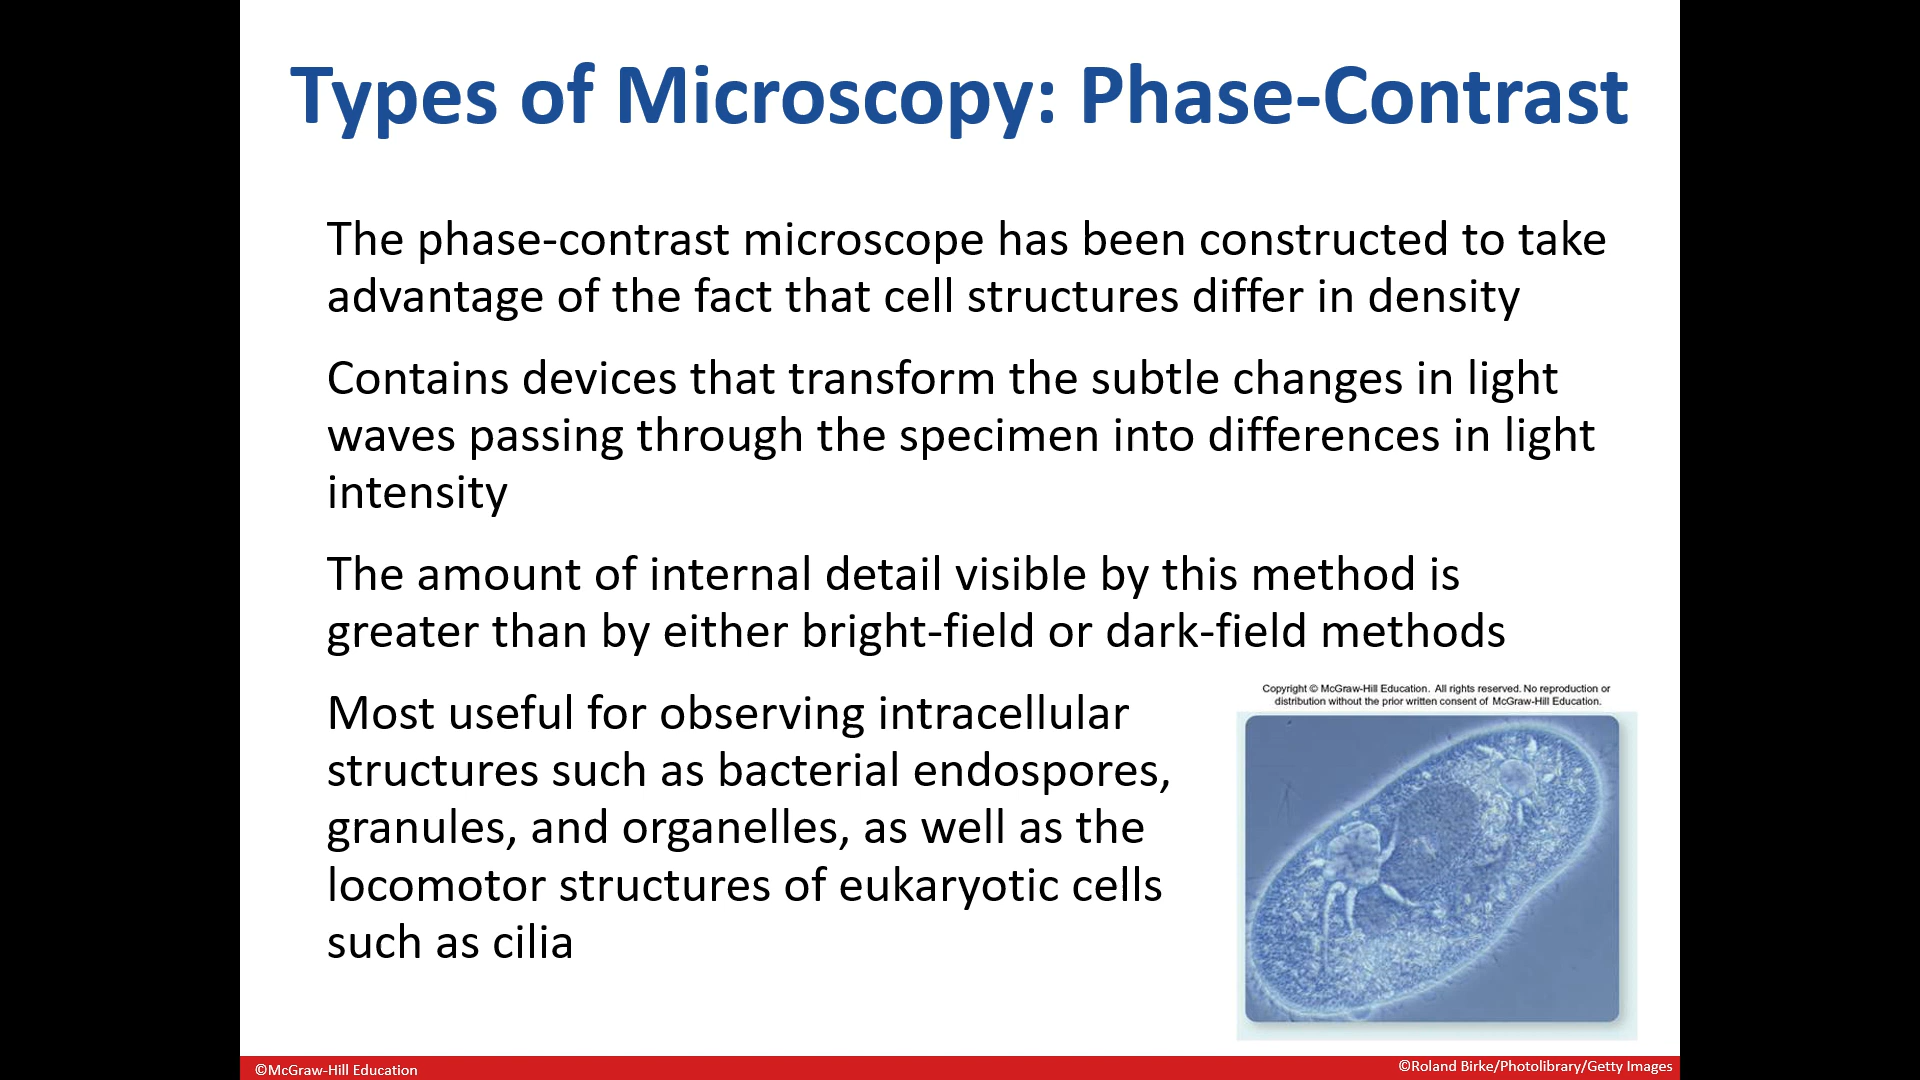 Types of Microscopy: Phase-Contrast
The phase-contrast microscope has been constructed to take
advantage of the fact that cell structures differ in density
Contains devices that transform the subtle changes in light
waves passing through the specimen into differences in light
intensity
The amount of internal detail visible by this method is
greater than by either bright-field or dark-field methods
Most useful for observing intracellular
structures such as bacterial endospores,
granules, and organelles, as well as the
locomotor structures of eukaryotic cells
such as cilia
Copyright © McGraw-Hill Education. All rights reserved. No reproduction or
distribution without the prior written consent of McGraw-Hill Education.
©McGraw-Hill Education
©Roland Birke/Photolibrary/Getty Images